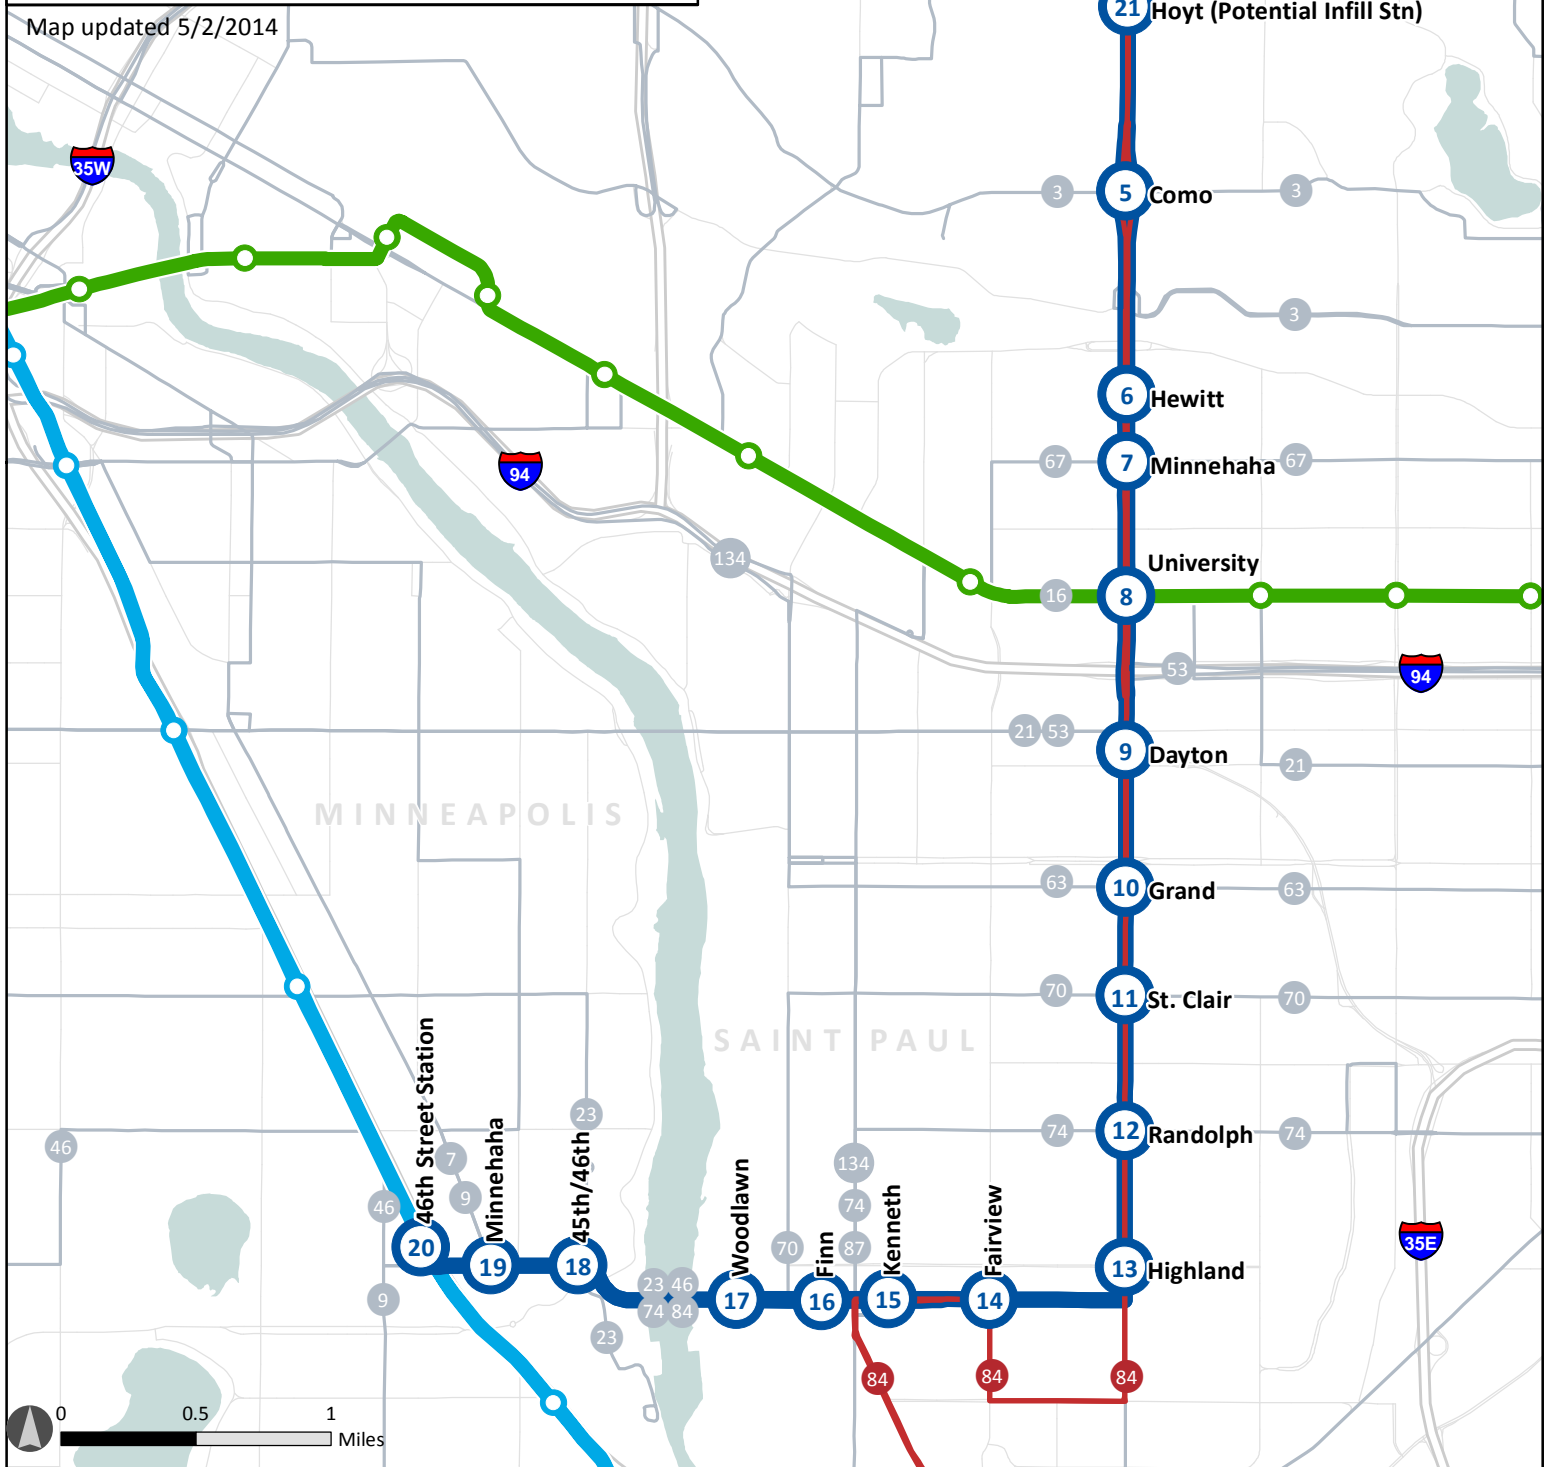 21 Hoyt (Potential Infill Stn)
Map updated 5/2/2014
35W
3
5 Como
3
3
6 Hewitt
94
67
7 Minnehaha
67
134
University
16
8
53
94
21 53
9 Dayton
21
MINNEAPOLIS
63
10 Grand
63
70
11 St. Clair
70
SAINT PAUL
46th Street Station
Minnehaha
45th/46th
23
46
7
9
46
74
12 Randolph
74
134
74
87
70
Woodlawn
Finn
Kenneth
Fairview
35E
20
19
18
23 46
74 84
17
16
15
14
13 Highland
9
23
84
84
84
0 0.5 1
Miles